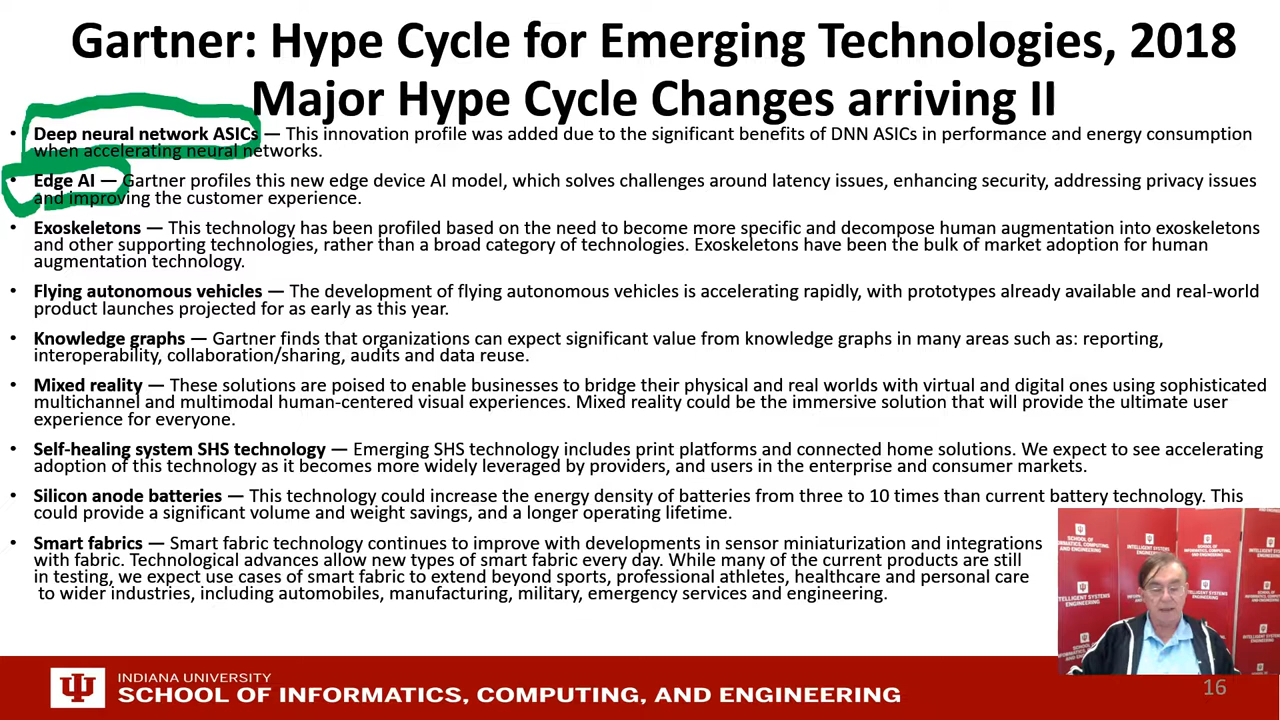 Gartner: Hype Cycle for Emerging Technologies, 2018
Major Hype Cycle Changes arriving II
• Deep neural network ASICs — This innovation profile was added due to the significant benefits of DNN ASICs in performance and energy consumption
when accelerating neural networks.
• Edge AI — Gartner profiles this new edge device AI model, which solves challenges around latency issues, enhancing security, addressing privacy issues
and improving the customer experience.
• Exoskeletons — This technology has been profiled based on the need to become more specific and decompose human augmentation into exoskeletons
and other supporting technologies, rather than a broad category of technologies. Exoskeletons have been the bulk of market adoption for human
augmentation technology.
• Flying autonomous vehicles — The development of flying autonomous vehicles is accelerating rapidly, with prototypes already available and real-world
product launches projected for as early as this year.
• Knowledge graphs — Gartner finds that organizations can expect significant value from knowledge graphs in many areas such as: reporting,
interoperability, collaboration/sharing, audits and data reuse.
• Mixed reality — These solutions are poised to enable businesses to bridge their physical and real worlds with virtual and digital ones using sophisticated
multichannel and multimodal human-centered visual experiences. Mixed reality could be the immersive solution that will provide the ultimate user
experience for everyone.
• Self-healing system SHS technology — Emerging SHS technology includes print platforms and connected home solutions. We expect to see accelerating
adoption of this technology as it becomes more widely leveraged by providers, and users in the enterprise and consumer markets.
• Silicon anode batteries — This technology could increase the energy density of batteries from three to 10 times than current battery technology. This
could provide a significant volume and weight savings, and a longer operating lifetime.
• Smart fabrics — Smart fabric technology continues to improve with developments in sensor miniaturization and integrations
with fabric. Technological advances allow new types of smart fabric every day. While many of the current products are still
in testing, we expect use cases of smart fabric to extend beyond sports, professional athletes, healthcare and personal care
to wider industries, including automobiles, manufacturing, military, emergency services and engineering.
SCHOOL OF
INFORMATICS,
COMPUTING,
AND ENGINEERING
INTELLIGENT SYSTEMS
ENGINEERING
INDIANA UNIVERSITY
SCHOOL OF INFORMATICS, COMPUTING, AND ENGINEERING
16